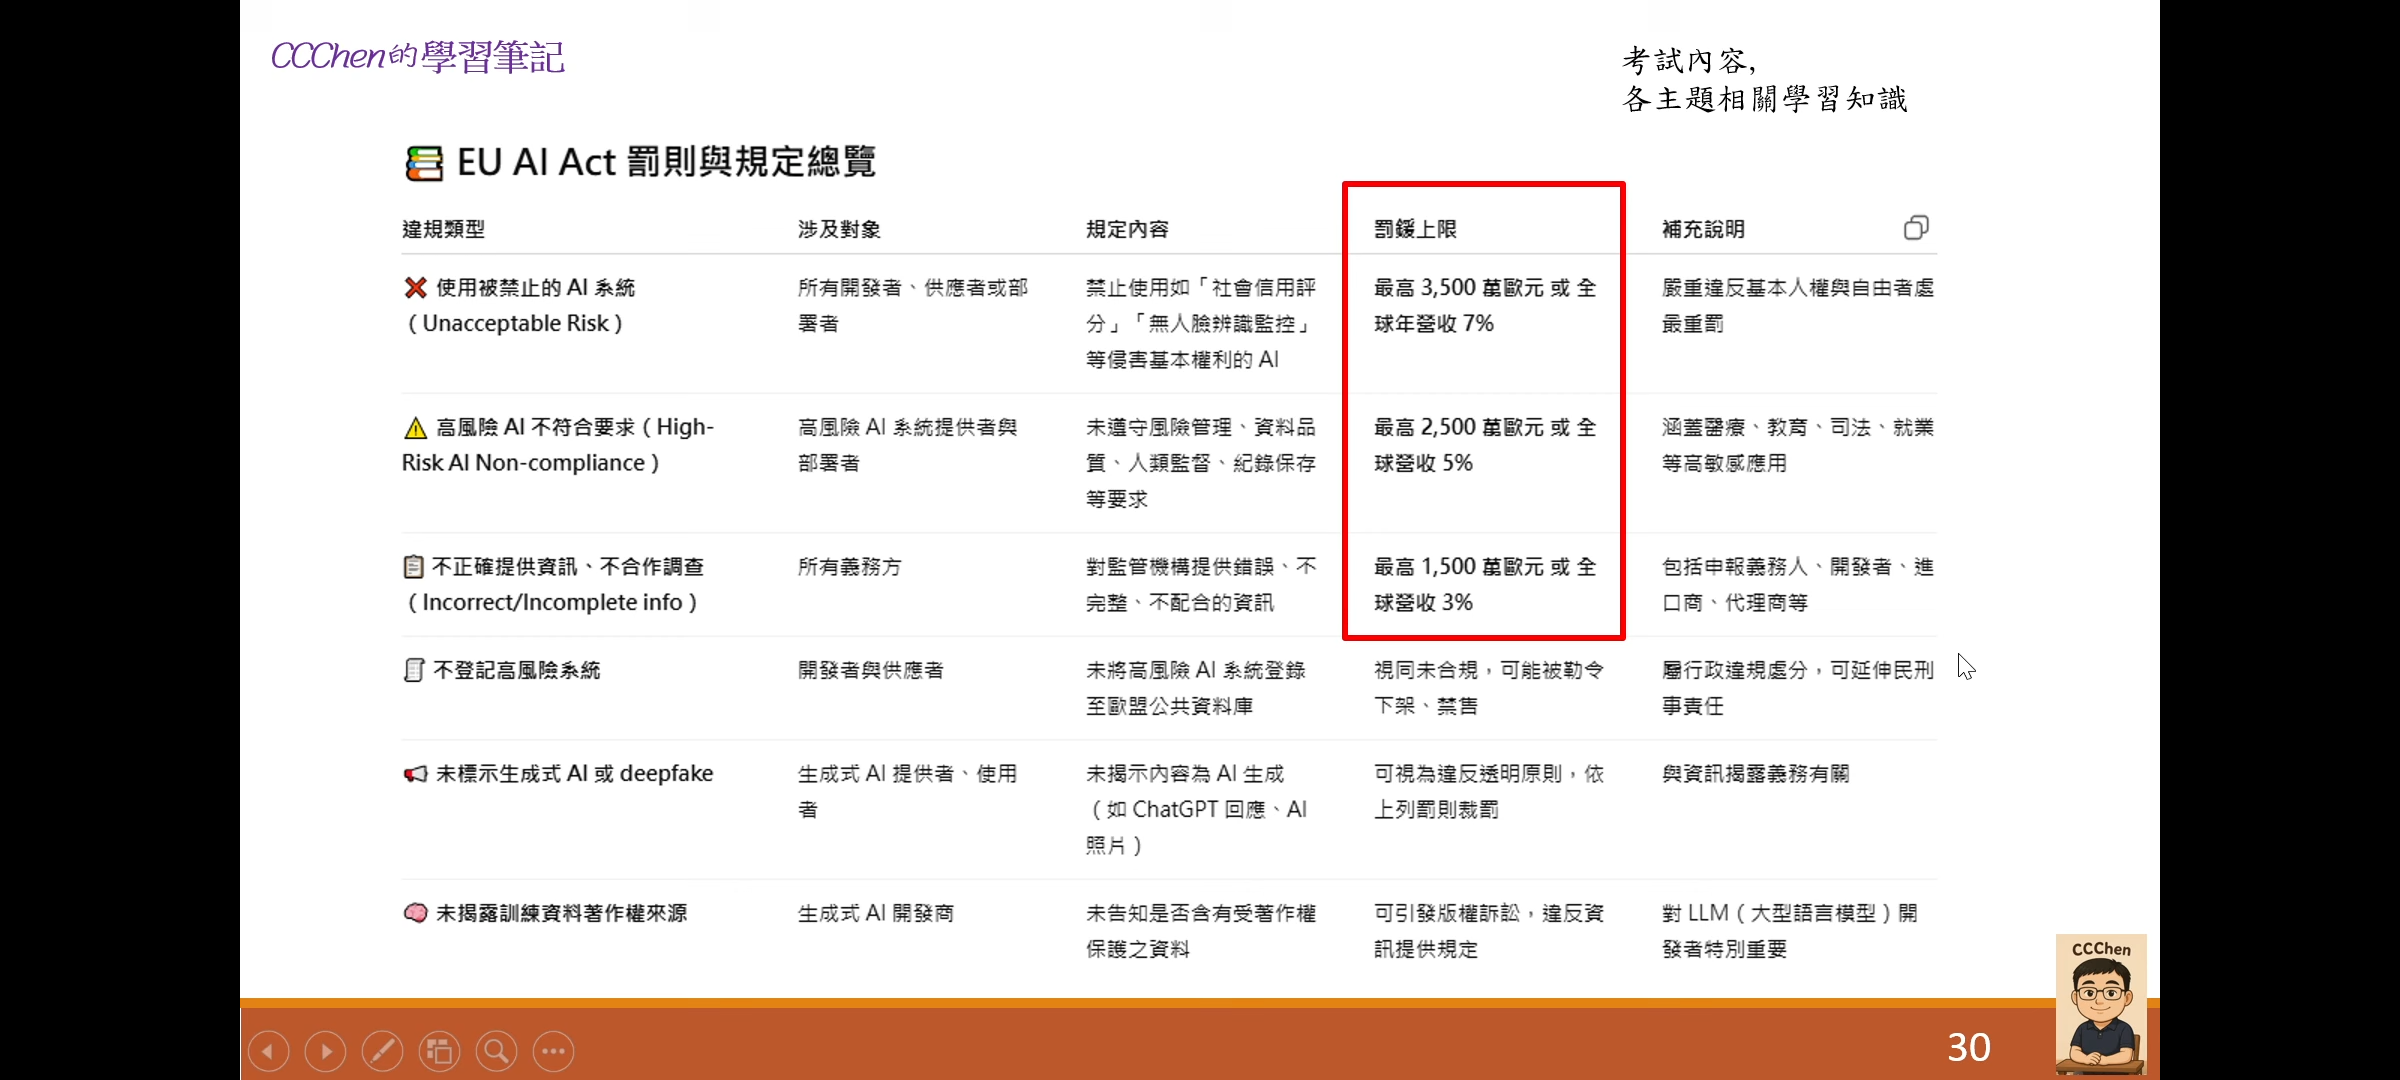 CCChen的學習筆記
考試內容,
各主題相關學習知識
EU AI Act 罰則與規定總覽
違規類型 涉及對象 規定內容 罰鍰上限 補充說明
使用被禁止的 AI 系統
（Unacceptable Risk）
所有開發者、供應者或部
署者
禁止使用如「社會信用評
分」「無人臉辨識監控」
等侵害基本權利的 AI
最高 3,500 萬歐元 或 全
球年營收 7%
嚴重違反基本人權與自由者處
最重罰
高風險 AI 不符合要求（High-
Risk AI Non-compliance）
高風險 AI 系統提供者與
部署者
未遵守風險管理、資料品
質、人類監督、紀錄保存
等要求
最高 2,500 萬歐元 或 全
球營收 5%
涵蓋醫療、教育、司法、就業
等高敏感應用
不正確提供資訊、不合作調查
（Incorrect/Incomplete info）
所有義務方
對監管機構提供錯誤、不
完整、不配合的資訊
最高 1,500 萬歐元 或 全
球營收 3%
包括申報義務人、開發者、進
口商、代理商等
不登記高風險系統
開發者與供應者
未將高風險 AI 系統登錄
至歐盟公共資料庫
視同未合規，可能被勒令
下架、禁售
屬行政違規處分，可延伸民刑
事責任
未標示生成式 AI 或 deepfake
生成式 AI 提供者、使用
者
未揭示內容為 AI 生成
（如 ChatGPT 回應、AI
照片）
可視為違反透明原則，依
上列罰則裁罰
與資訊揭露義務有關
未揭露訓練資料著作權來源
生成式 AI 開發商
未告知是否含有受著作權
保護之資料
可引發版權訴訟，違反資
訊提供規定
對 LLM（大型語言模型）開
發者特別重要
CCChen
30